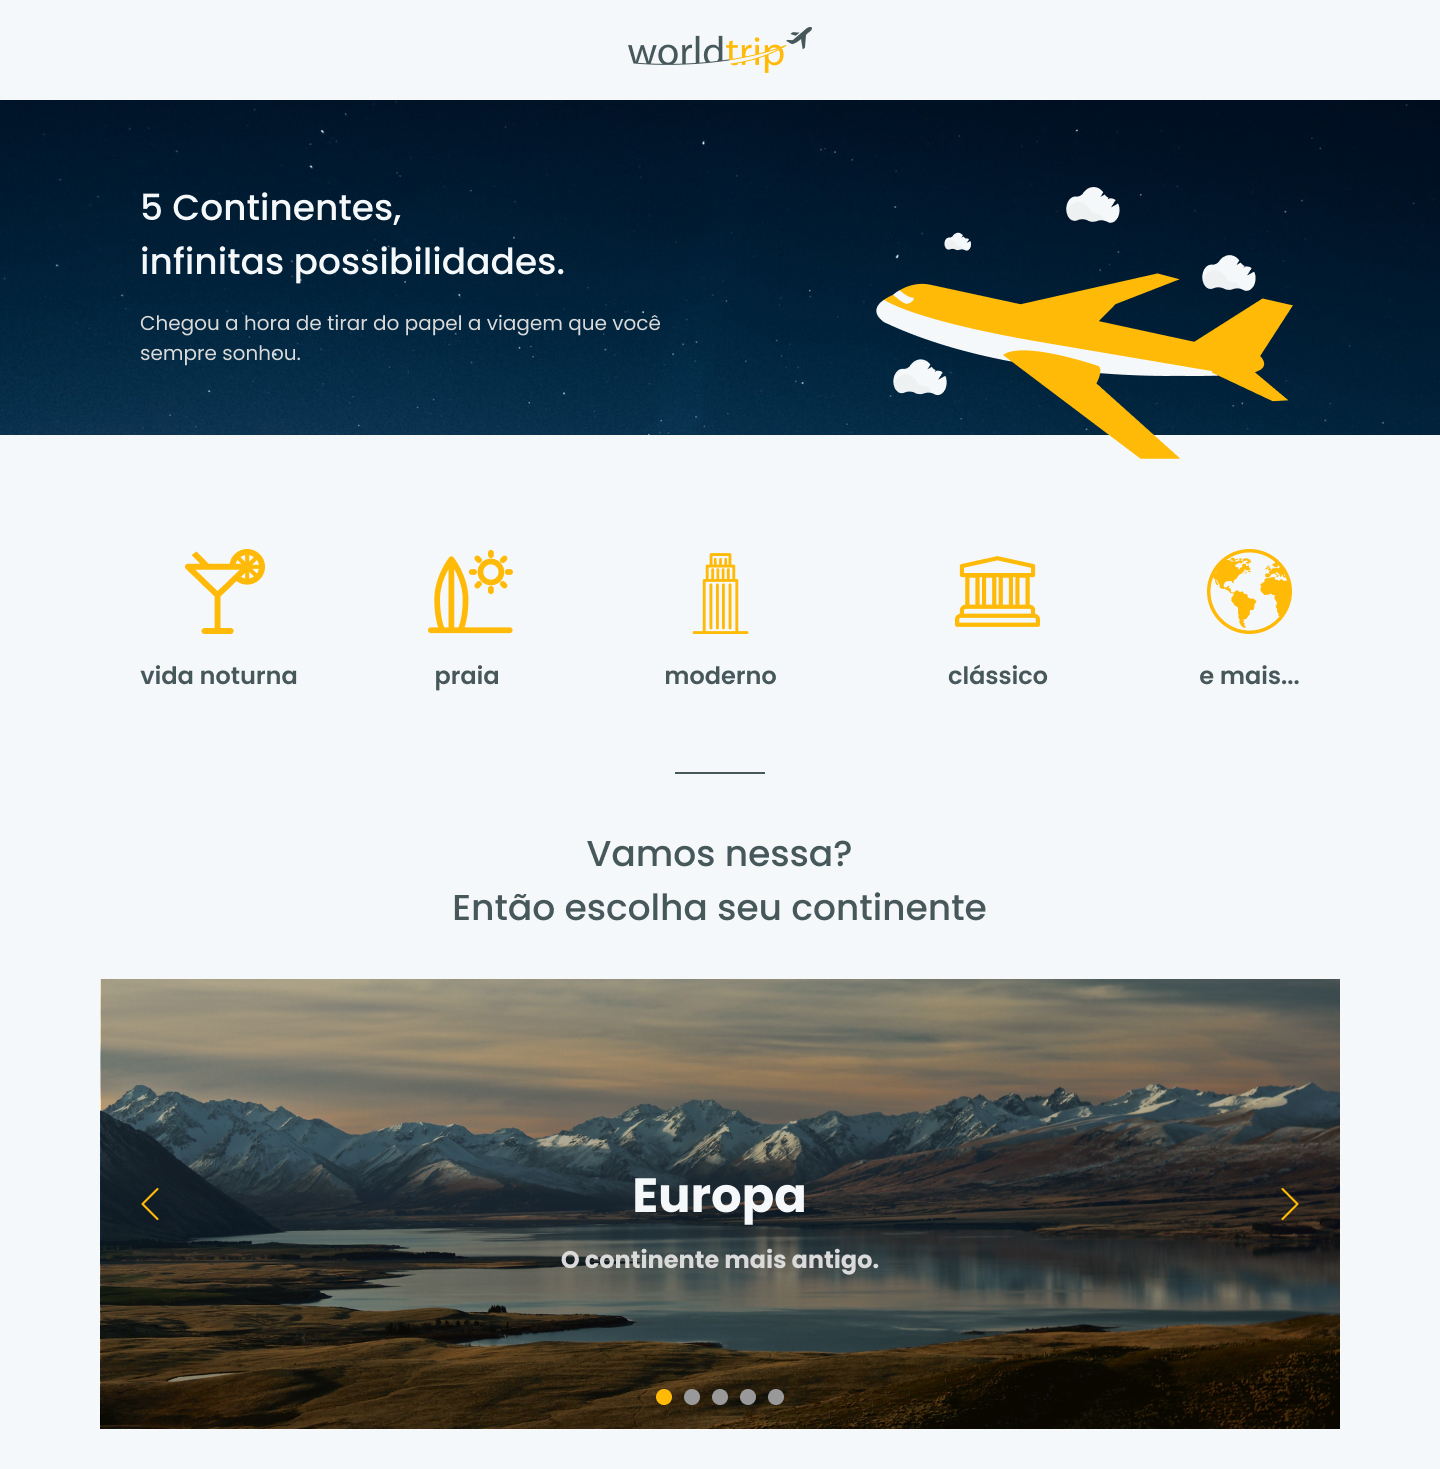 worldtrip
5 Continentes,
infinitas possibilidades.
Chegou a hora de tirar do papel a viagem que você
sempre sonhou.
vida noturna
praia
moderno
clássico
e mais...
Vamos nessa?
Então escolha seu continente
Europa
O continente mais antigo.